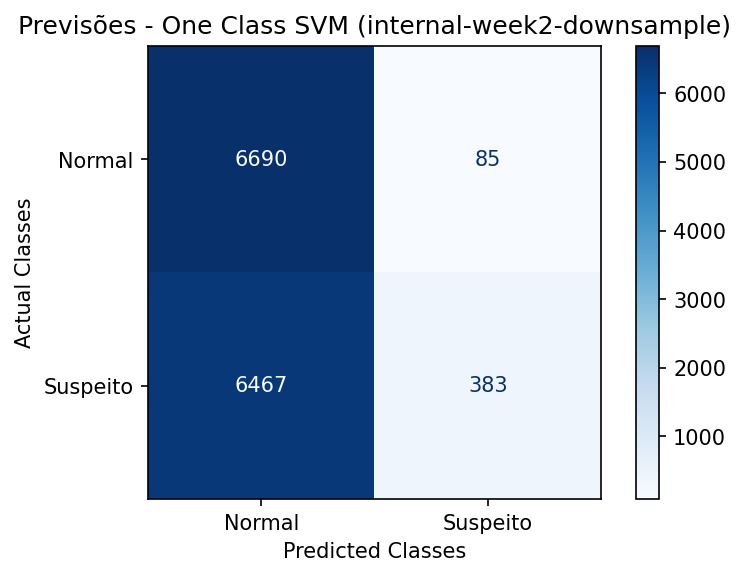 Previsões - One Class SVM (internal-week2-downsample)
Actual Classes
Normal
6690
85
Suspeito
6467
383
Normal
Suspeito
Predicted Classes
6000
5000
4000
3000
2000
1000